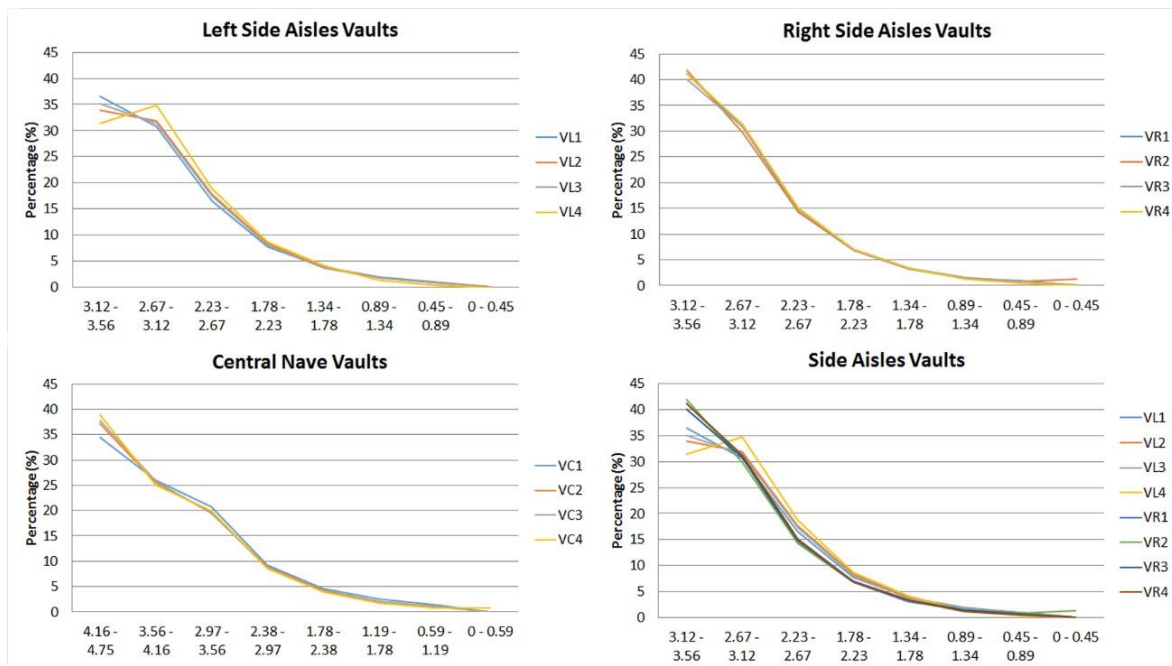 Left Side Aisles Vaults
Percentage (%)
45
40
35
30
25
20
15
10
5
0
3.12 - 2.67 - 2.23 - 1.78 - 1.34 - 0.89 - 0.45 - 0 - 0.45
3.56 3.12 2.67 2.23 1.78 1.34 0.89
VL1
VL2
VL3
VL4
Right Side Aisles Vaults
Percentage (%)
45
40
35
30
25
20
15
10
5
0
3.12 - 2.67 - 2.23 - 1.78 - 1.34 - 0.89 - 0.45 - 0 - 0.45
3.56 3.12 2.67 2.23 1.78 1.34 0.89
VR1
VR2
VR3
VR4
Central Nave Vaults
Percentage (%)
45
40
35
30
25
20
15
10
5
0
4.16 - 3.56 - 2.97 - 2.38 - 1.78 - 1.19 - 0.59 - 0 - 0.59
4.75 4.16 3.56 2.97 2.38 1.78 1.19
VC1
VC2
VC3
VC4
Side Aisles Vaults
Percentage (%)
45
40
35
30
25
20
15
10
5
0
3.12 - 2.67 - 2.23 - 1.78 - 1.34 - 0.89 - 0.45 - 0 - 0.45
3.56 3.12 2.67 2.23 1.78 1.34 0.89
VL1
VL2
VL3
VL4
VR1
VR2
VR3
VR4